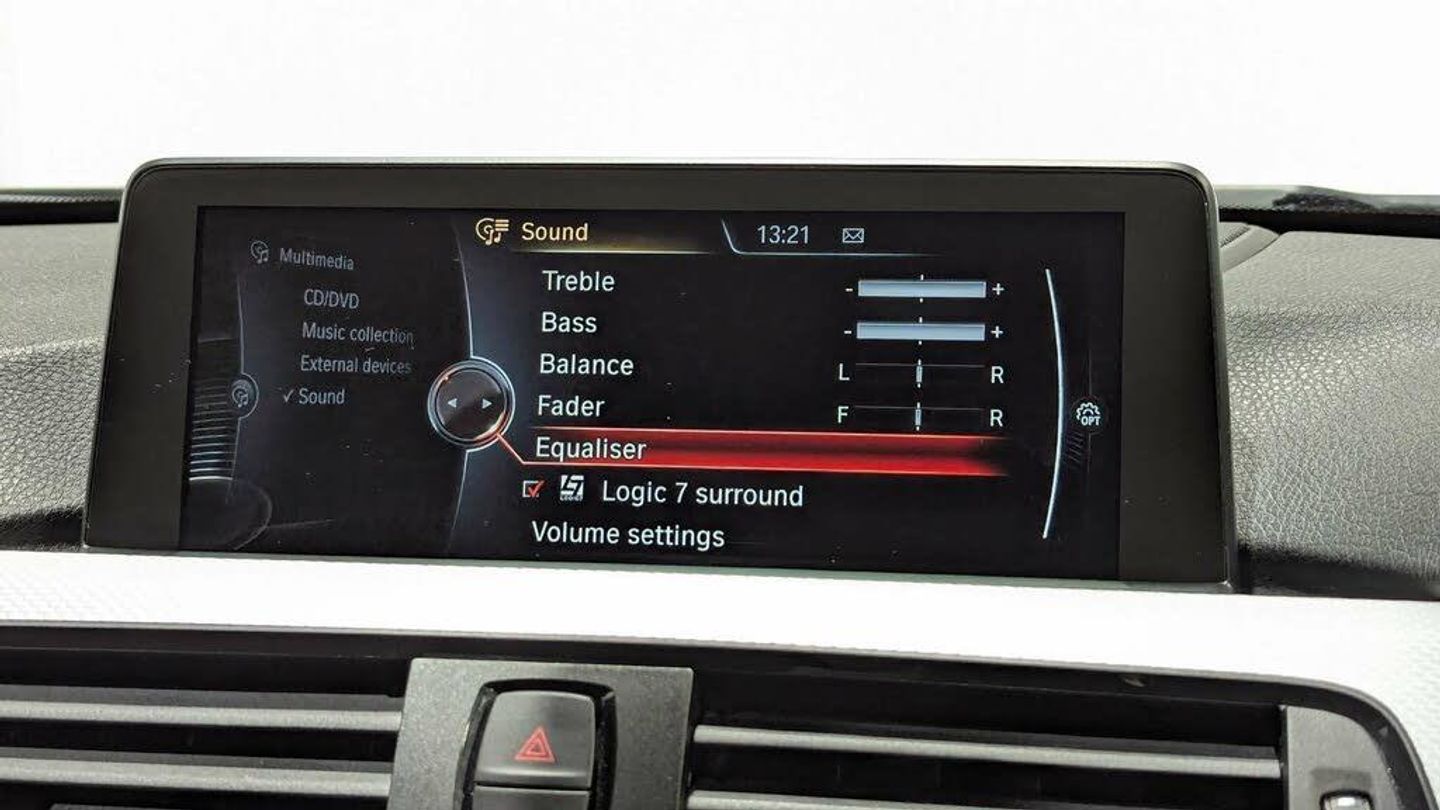 Sound 13:21
Multimedia
CD/DVD
Music collection
External devices
✓ Sound
Treble - +
Bass - +
Balance L R
Fader F R
Equaliser
LOGIC7 Logic 7 surround
Volume settings
OPT